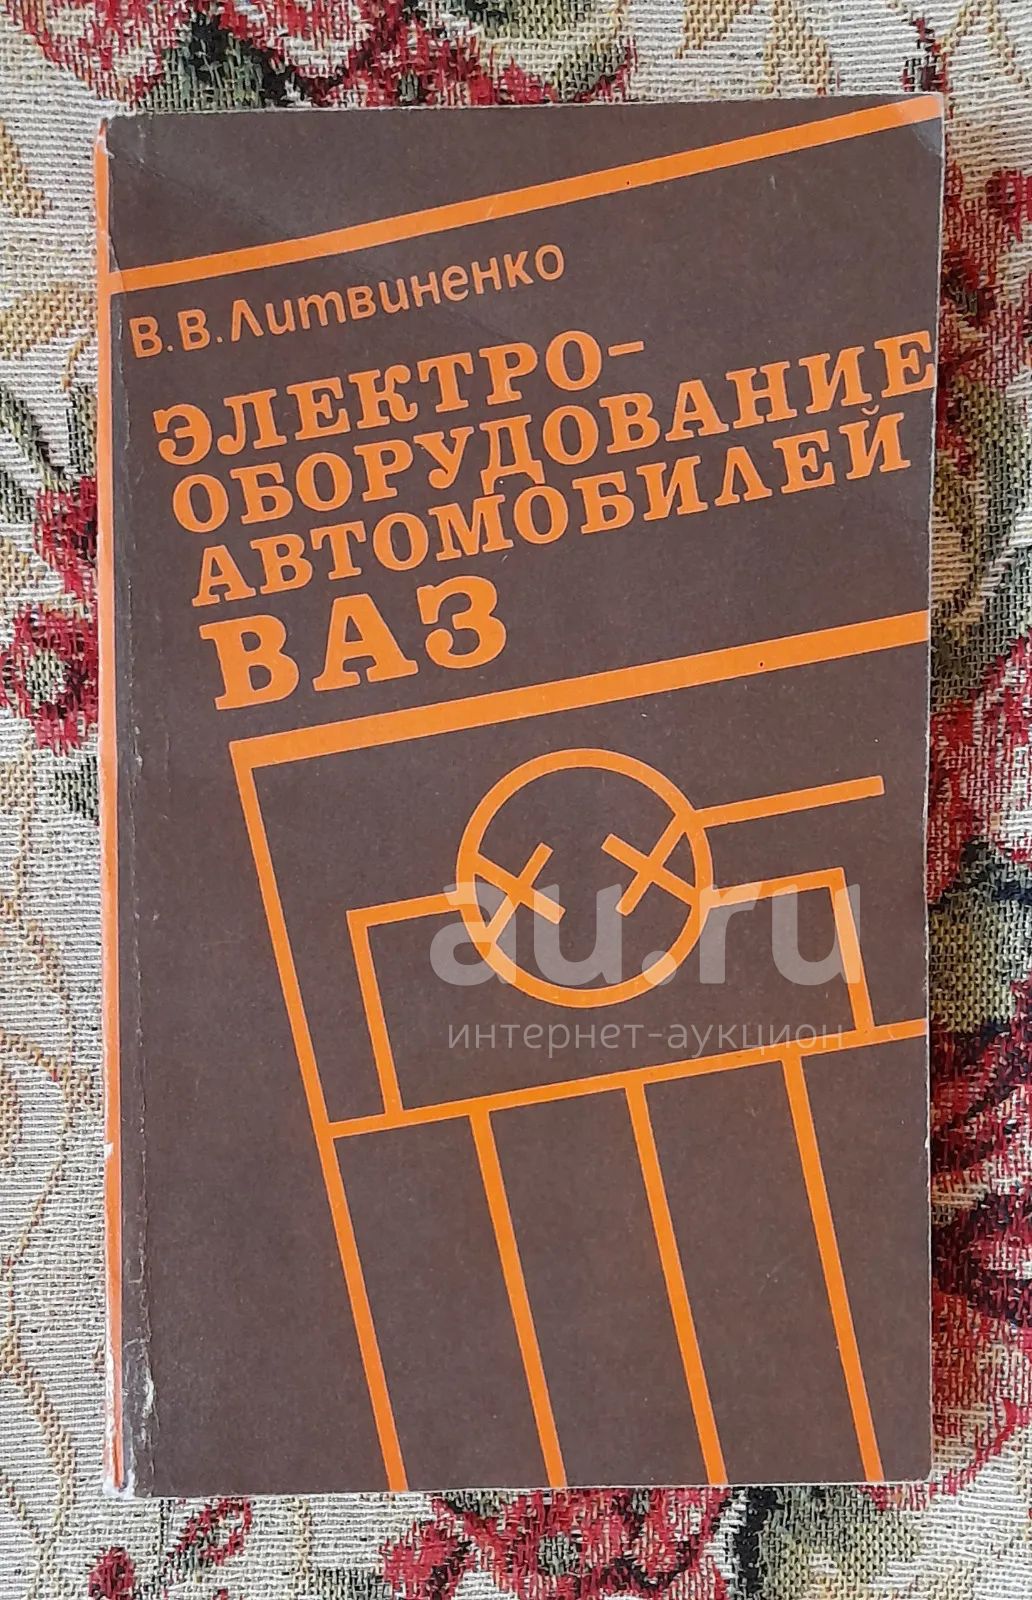 В. В. Литвиненко
ЭЛЕКТРО-
ОБОРУДОВАНИЕ
АВТОМОБИЛЕЙ
ВАЗ
au.ru
интернет-аукцион